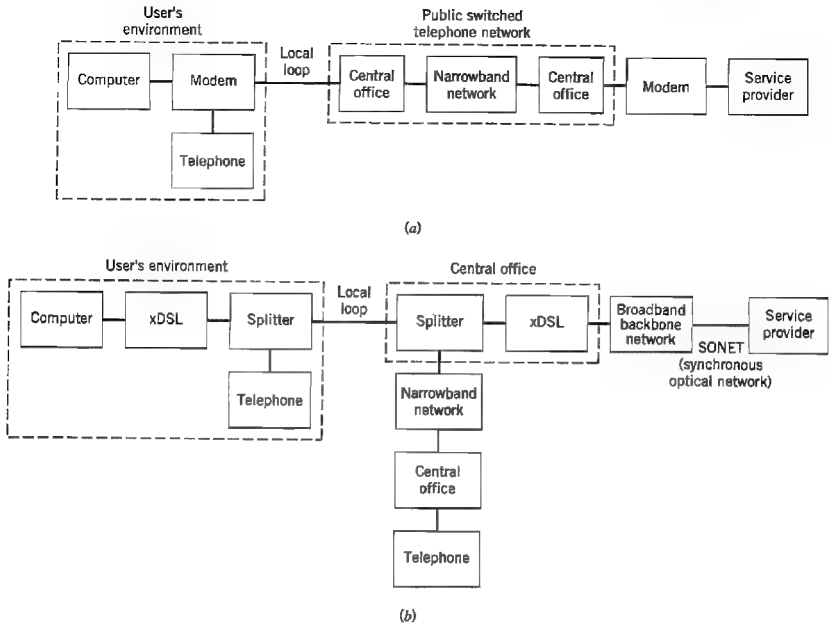 User's
environment
Public switched
telephone network
Local
loop
Computer
Modem
Central
office
Narrowband
network
Central
office
Modem
Service
provider
Telephone
(a)
User's environment
Central office
Local
loop
Computer
xDSL
Splitter
Splitter
xDSL
Broadband
backbone
network
Service
provider
SONET
(synchronous
optical network)
Telephone
Narrowband
network
Central
office
Telephone
(b)